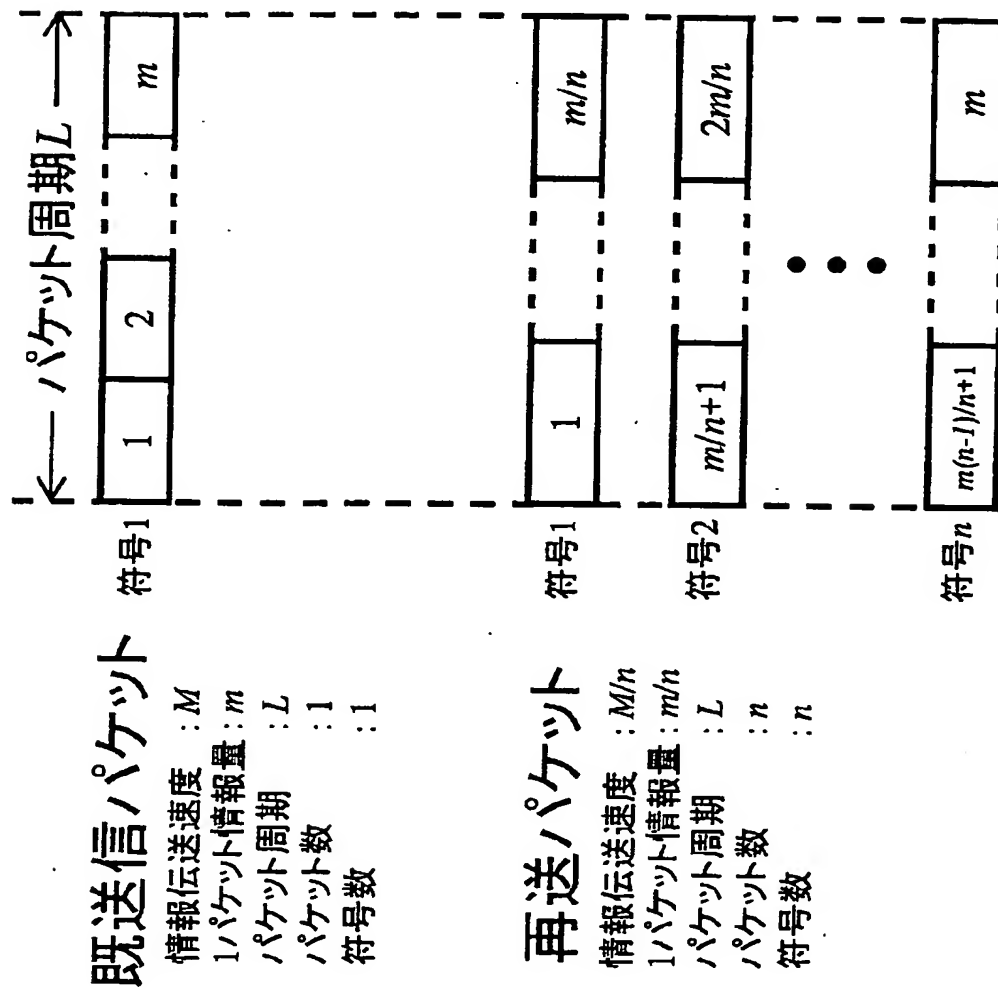 既送信パケット
情報伝送速度 : M
1パケット情報量 : m
パケット周期 : L
パケット数 : 1
符号数 : 1
パケット周期L
符号1
1
2
m
再送パケット
情報伝送速度 : M/n
1パケット情報量 : m/n
パケット周期 : L
パケット数 : n
符号数 : n
符号1
1
m/n
符号2
m/n+1
2m/n
符号n
m(n-1)/n+1
m